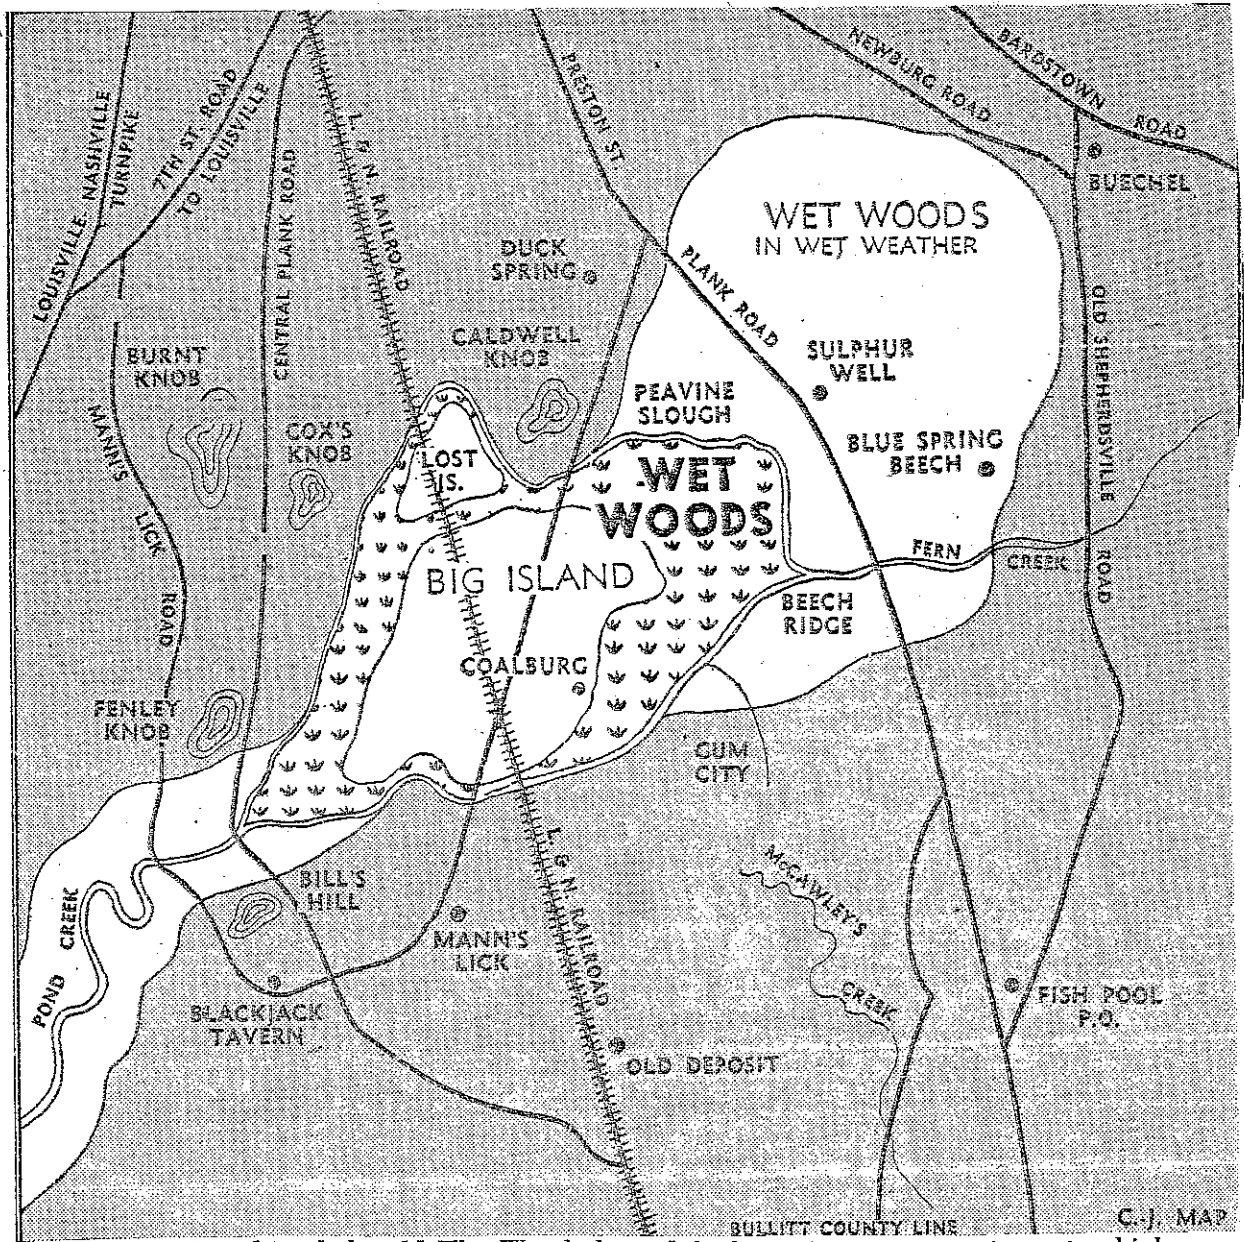 LOUISVILLE NASHVILLE
TURNPIKE
7TH ST. ROAD
TO LOUISVILLE
CENTRAL PLANK ROAD
L. & N. RAILROAD
PRESTON ST.
PLANK ROAD
NEWBURG ROAD
BARDSTOWN
ROAD
BUECHEL
WET WOODS
IN WET WEATHER
DUCK
SPRING
CALDWELL
KNOB
BURNT
KNOB
COX'S
KNOB
MANN'S
LICK
ROAD
OLD SHEPHERDSVILLE
ROAD
SULPHUR
WELL
PEAVINE
SLOUGH
BLUE SPRING
BEECH
LOST
IS.
WET
WOODS
BIG ISLAND
FERN
CREEK
BEECH
RIDGE
COALBURG
FENLEY
KNOB
GUM
CITY
L. & N. RAILROAD
McCAWLEY'S
CREEK
BILL'S
HILL
POND CREEK
MANN'S
LICK
BLACKJACK
TAVERN
FISH POOL
P.O.
OLD DEPOSIT
BULLITT COUNTY LINE
C.-J. MAP